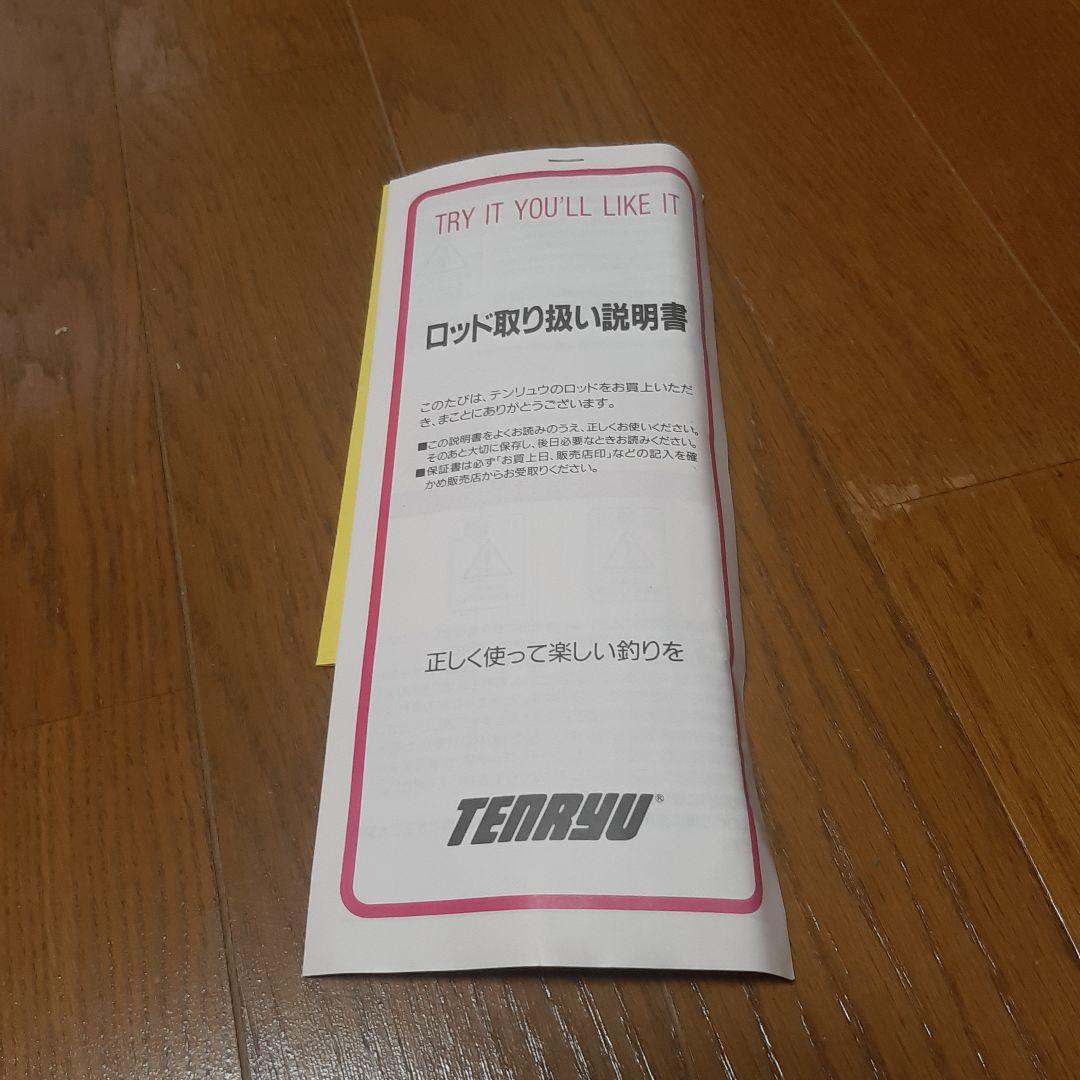 TRY IT YOU'LL LIKE IT
ロッド取り扱い説明書
このたびは、テンリュウのロッドをお買上いただ
き、まことにありがとうございます。
■この説明書をよくお読みのうえ、正しくお使いください。
そのあと大切に保存し、後日必要なときお読みください。
■保証書は必ず「お買上日、販売店印」などの記入を確
かめ販売店からお受取りください。
正しく使って楽しい釣りを
TENRYU®